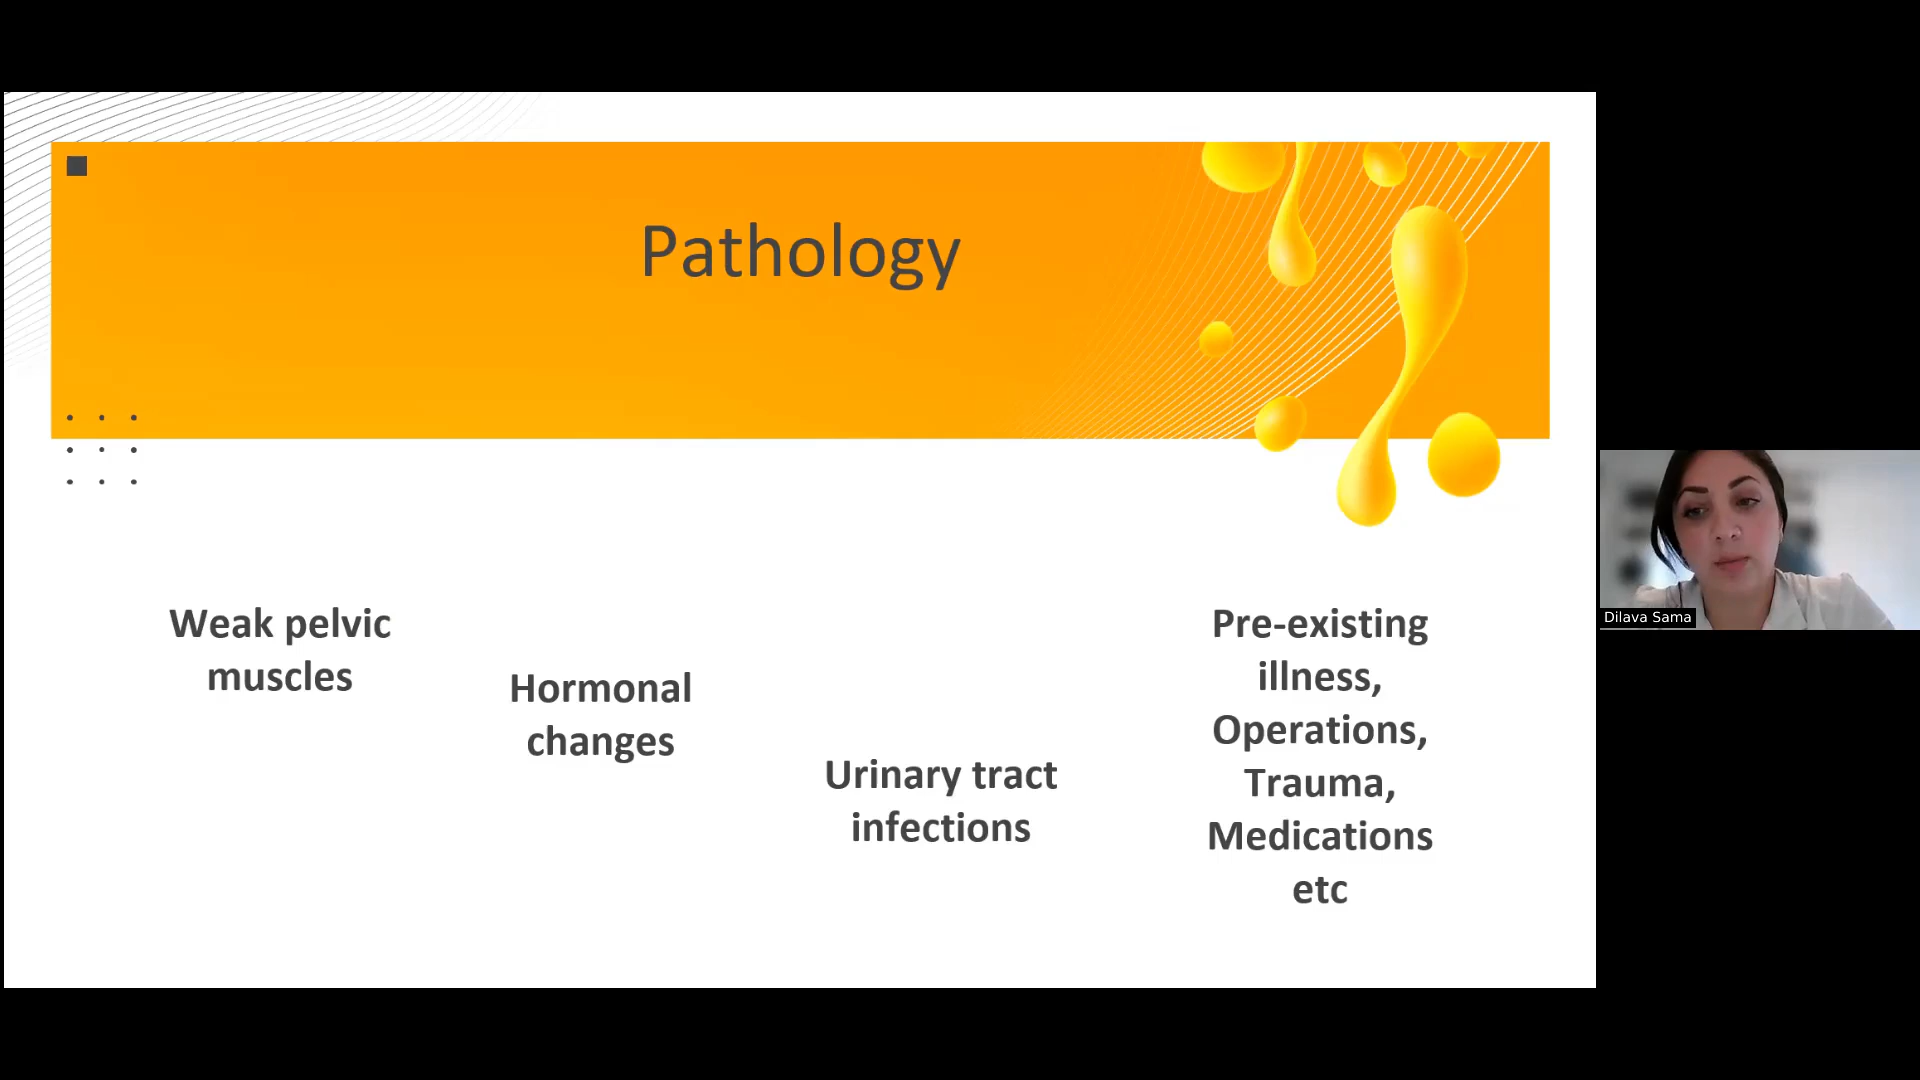 Pathology
Weak pelvic
muscles
Hormonal
changes
Urinary tract
infections
Pre-existing
illness,
Operations,
Trauma,
Medications
etc
Dilava Sama